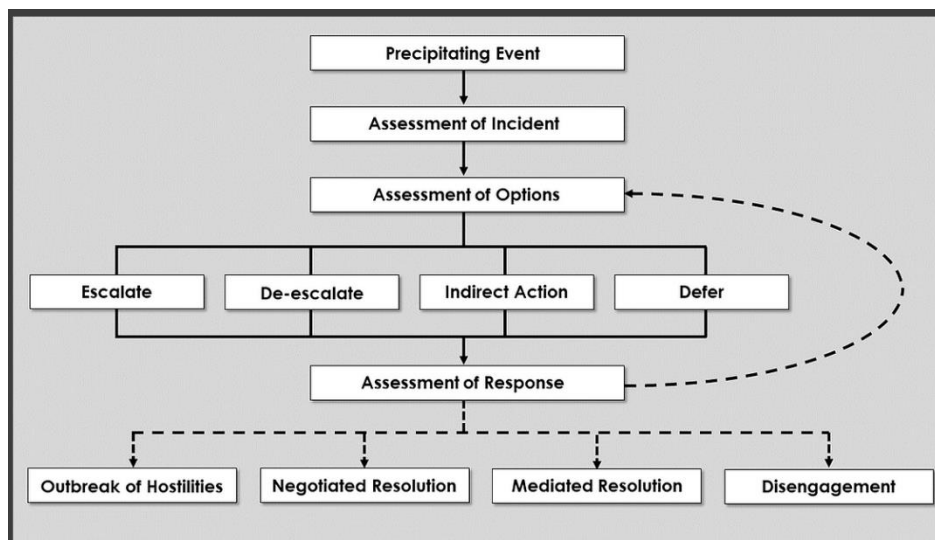 Precipitating Event
Assessment of Incident
Assessment of Options
Escalate
De-escalate
Indirect Action
Defer
Assessment of Response
Outbreak of Hostilities
Negotiated Resolution
Mediated Resolution
Disengagement